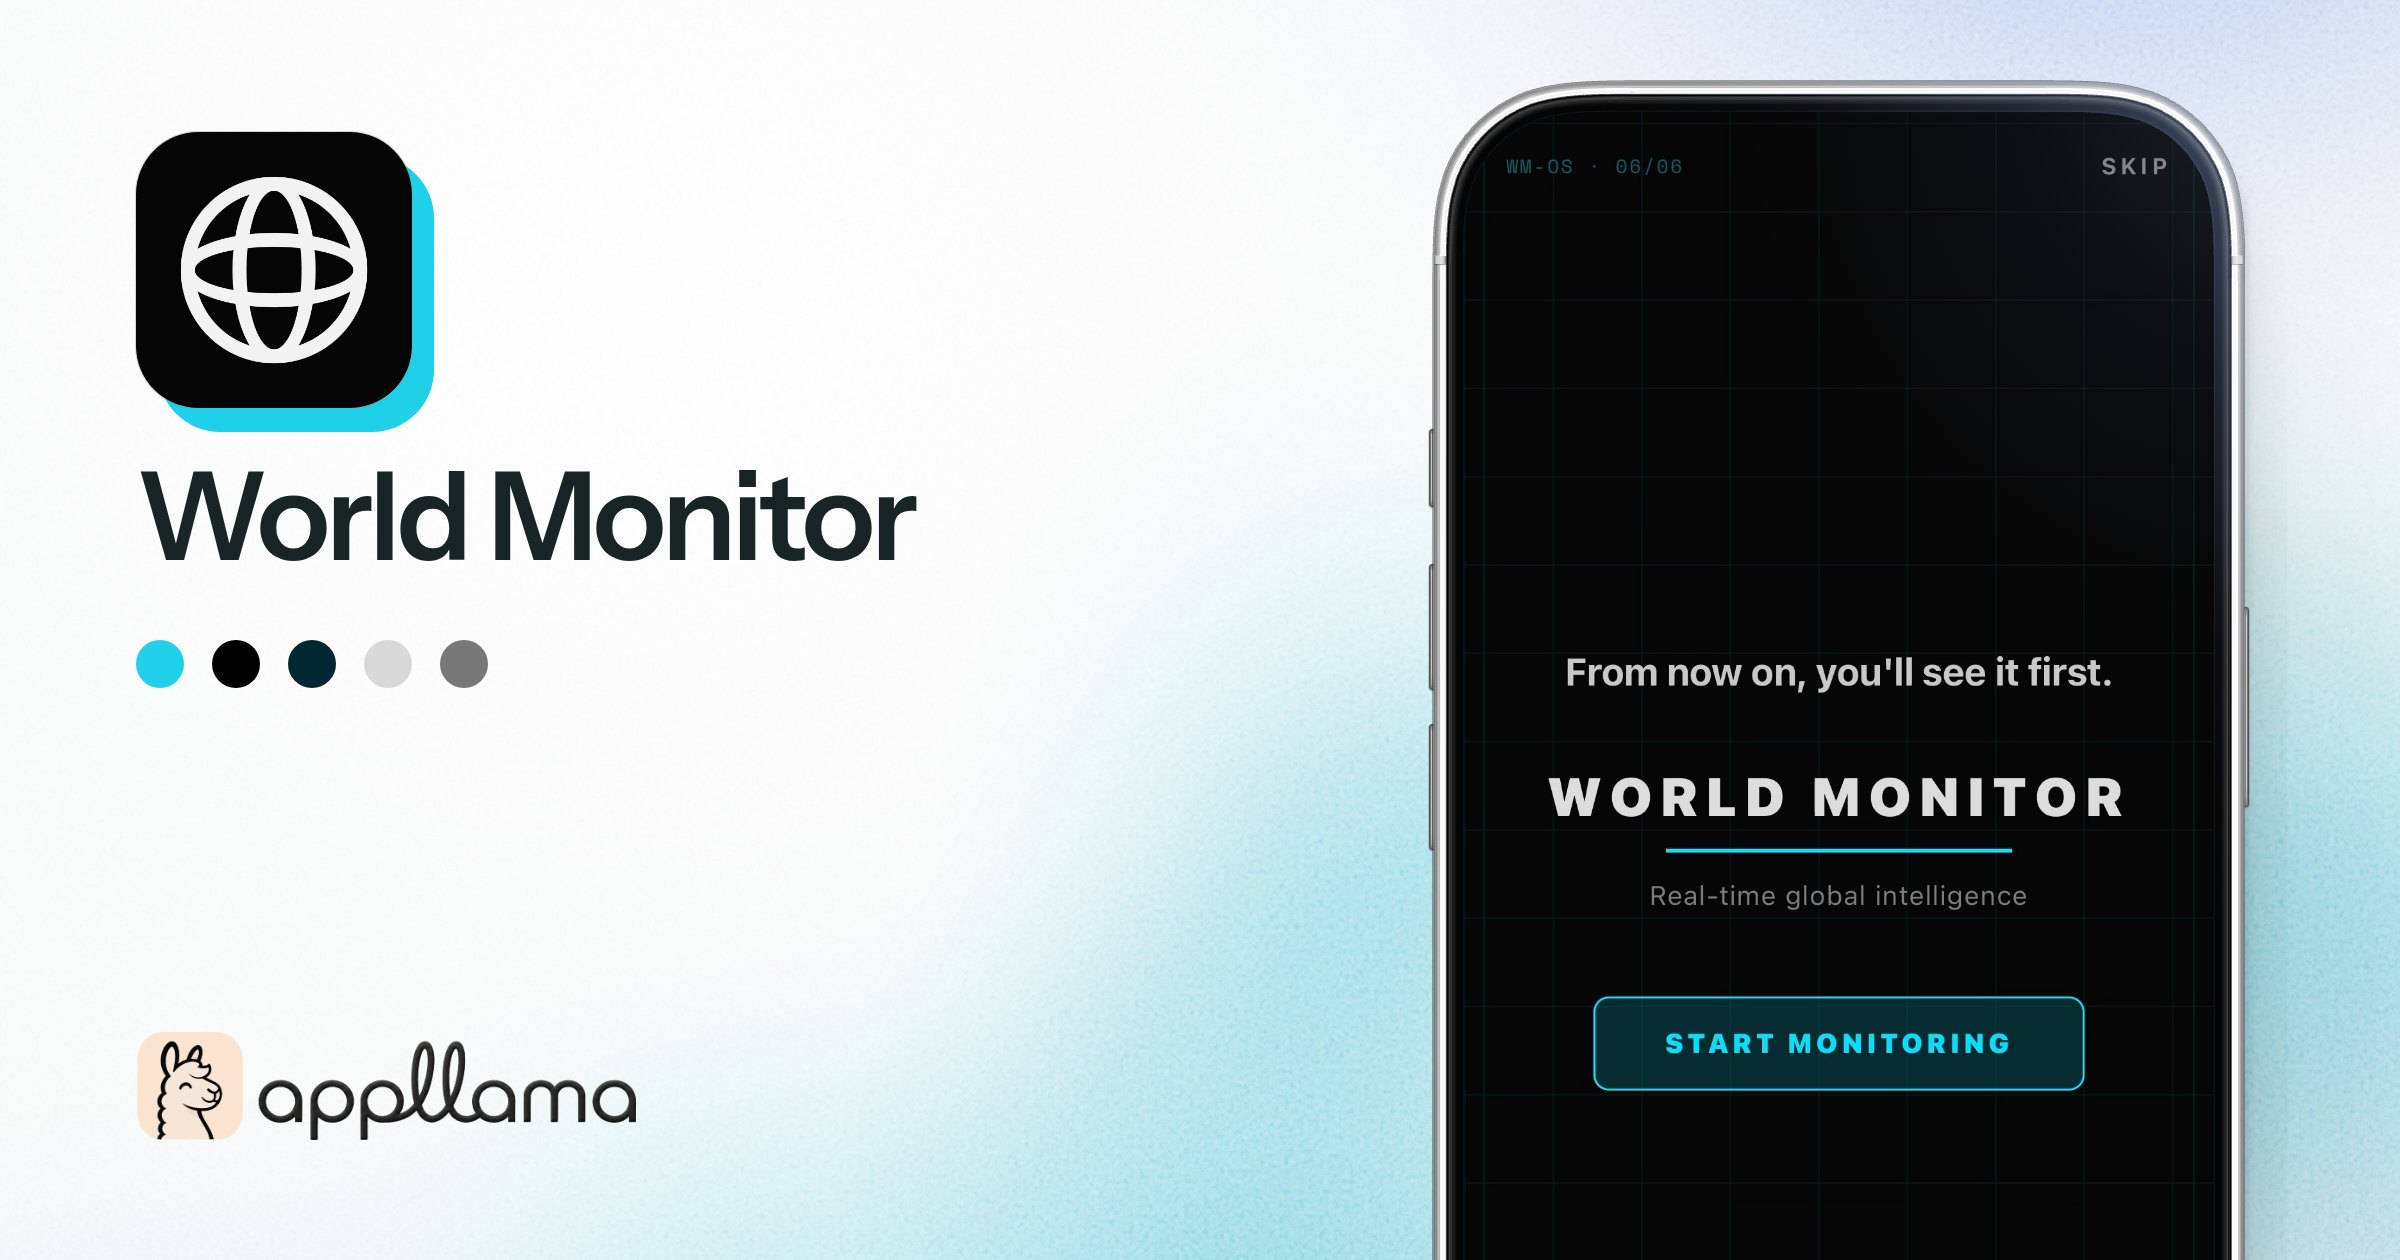 World Monitor
appllama
WM-OS · 06/06
SKIP
From now on, you'll see it first.
WORLD MONITOR
Real-time global intelligence
START MONITORING